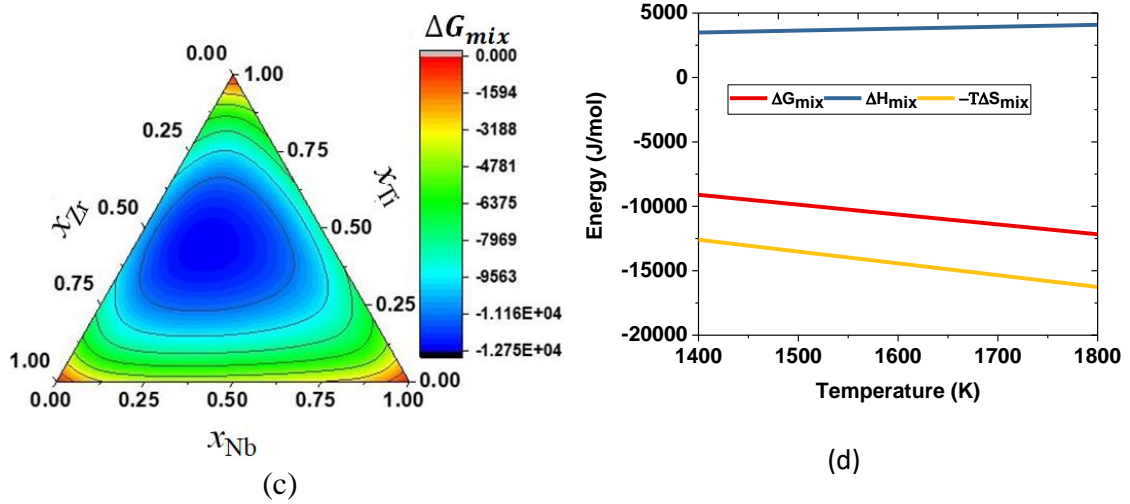 ΔG_mix
0.000
-1594
-3188
-4781
-6375
-7969
-9563
-1.116E+04
-1.275E+04
0.00
1.00
0.25
0.75
x_Zr
x_Ti
0.50
0.50
0.75
0.25
1.00
0.00
0.00
0.25
0.50
0.75
1.00
x_Nb
(c)
5000
0
-5000
-10000
-15000
-20000
Energy (J/mol)
ΔG_mix ΔH_mix −TΔS_mix
1400 1500 1600 1700 1800
Temperature (K)
(d)